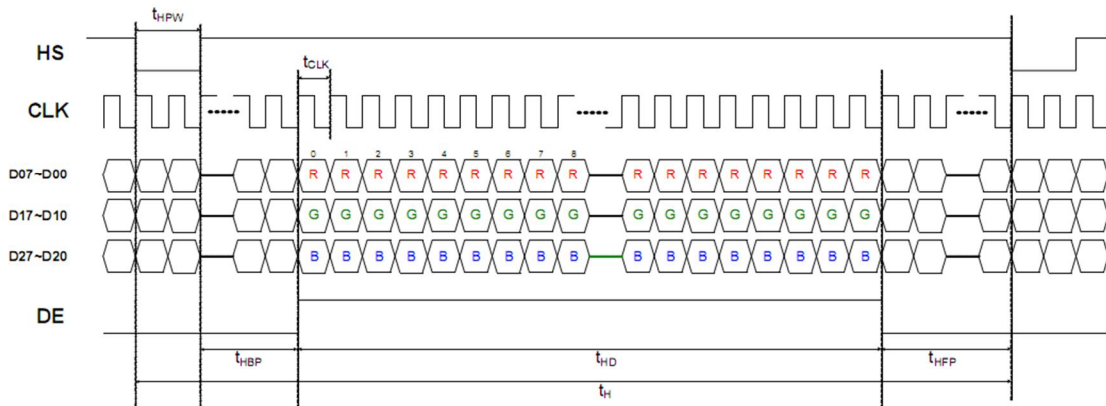 tHPW
HS
tCLK
CLK
0 1 2 3 4 5 6 7 8
D07~D00 R R R R R R R R R R R R R R R R R
D17~D10 G G G G G G G G G G G G G G G G G
D27~D20 B B B B B B B B B B B B B B B B B
DE
tHBP tHD tHFP
tH